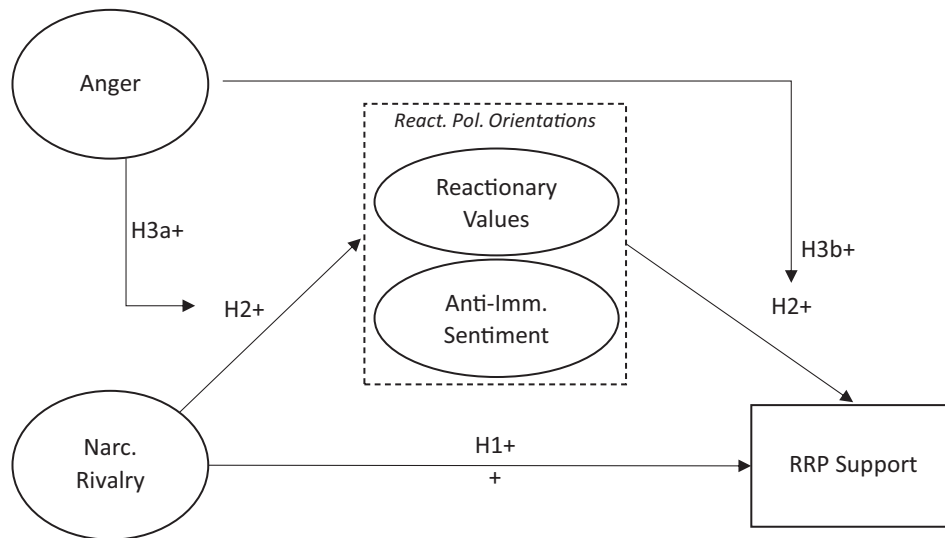 Anger
React. Pol. Orientations
Reactionary
Values
H3a+
H3b+
H2+
Anti-Imm.
Sentiment
H2+
Narc.
Rivalry
H1+
+
RRP Support